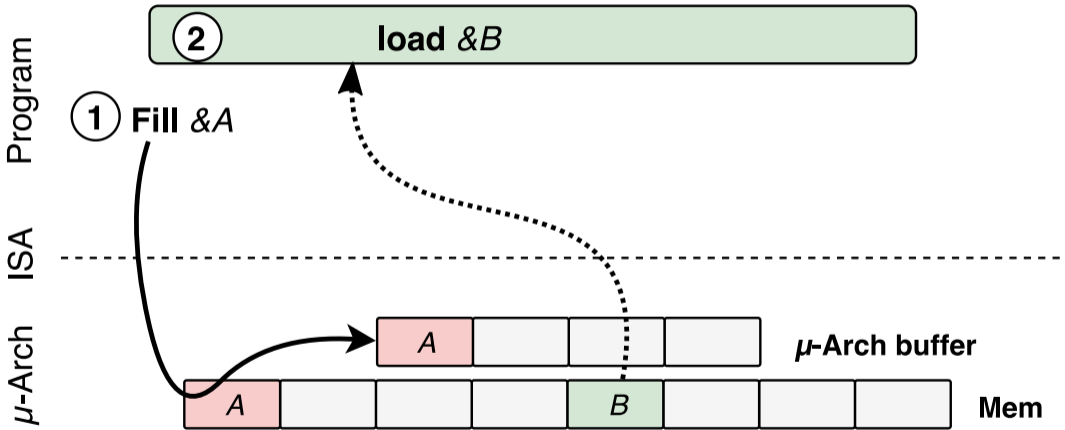 Program
ISA
μ-Arch
2 load &B
1 Fill &A
A
μ-Arch buffer
A B
Mem